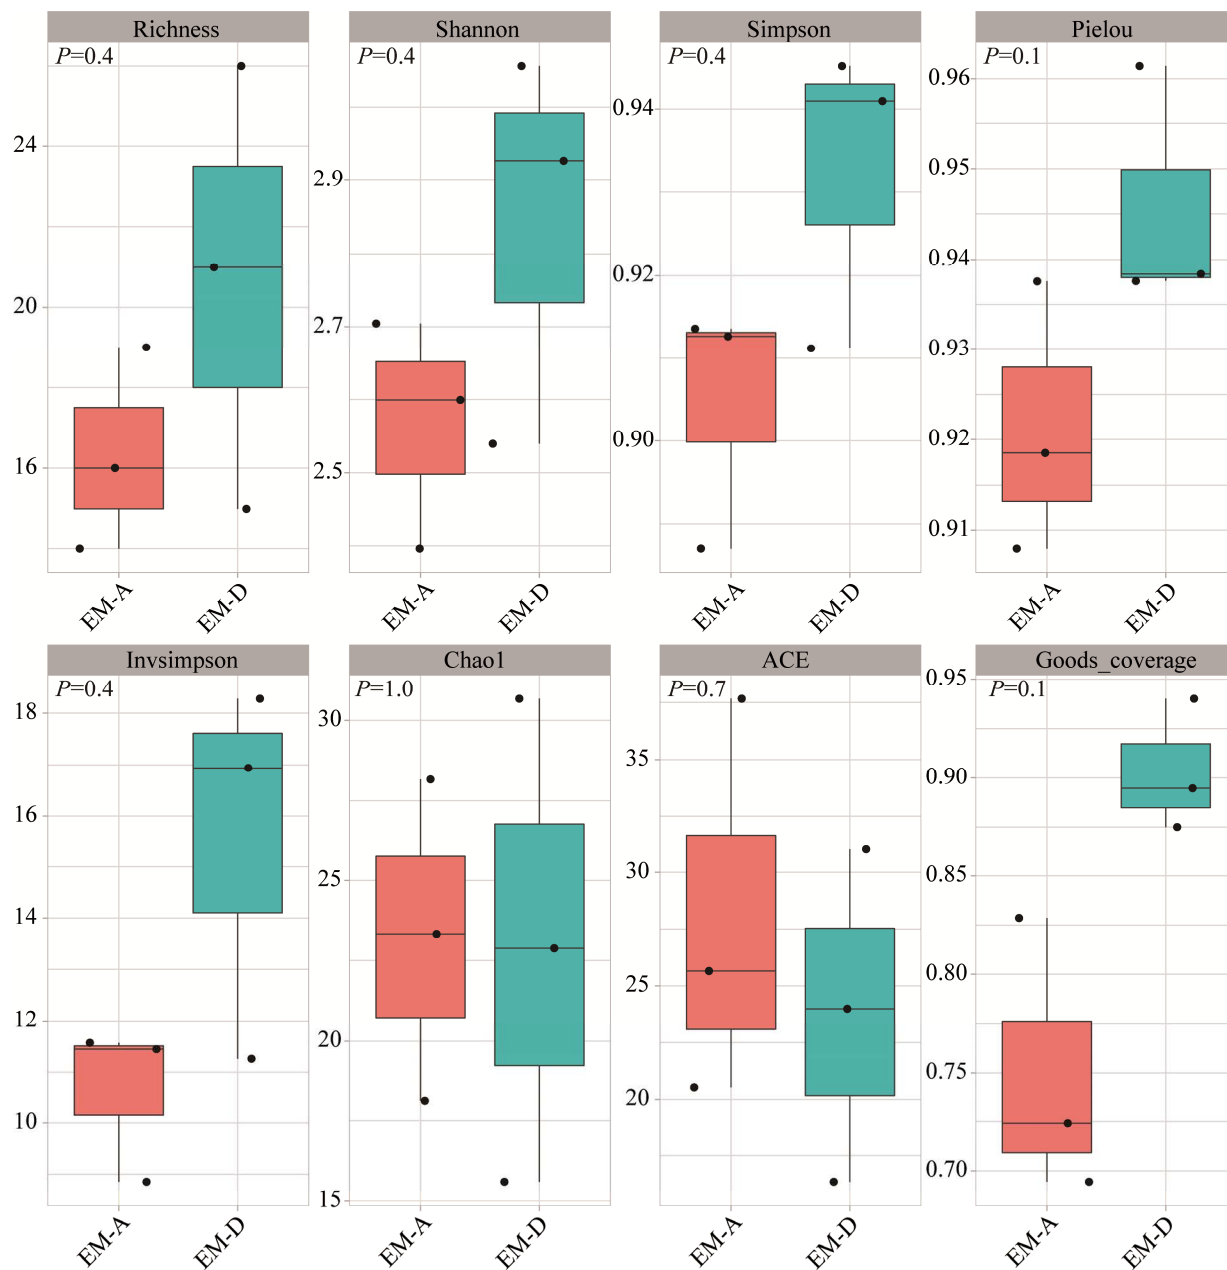 Richness
P=0.4
24
20
16
EM-A
EM-D
Shannon
P=0.4
2.9
2.7
2.5
EM-A
EM-D
Simpson
P=0.4
0.94
0.92
0.90
EM-A
EM-D
Pielou
P=0.1
0.96
0.95
0.94
0.93
0.92
0.91
EM-A
EM-D
Invsimpson
P=0.4
18
16
14
12
10
EM-A
EM-D
Chao1
P=1.0
30
25
20
15
EM-A
EM-D
ACE
P=0.7
35
30
25
20
EM-A
EM-D
Goods_coverage
P=0.1
0.95
0.90
0.85
0.80
0.75
0.70
EM-A
EM-D